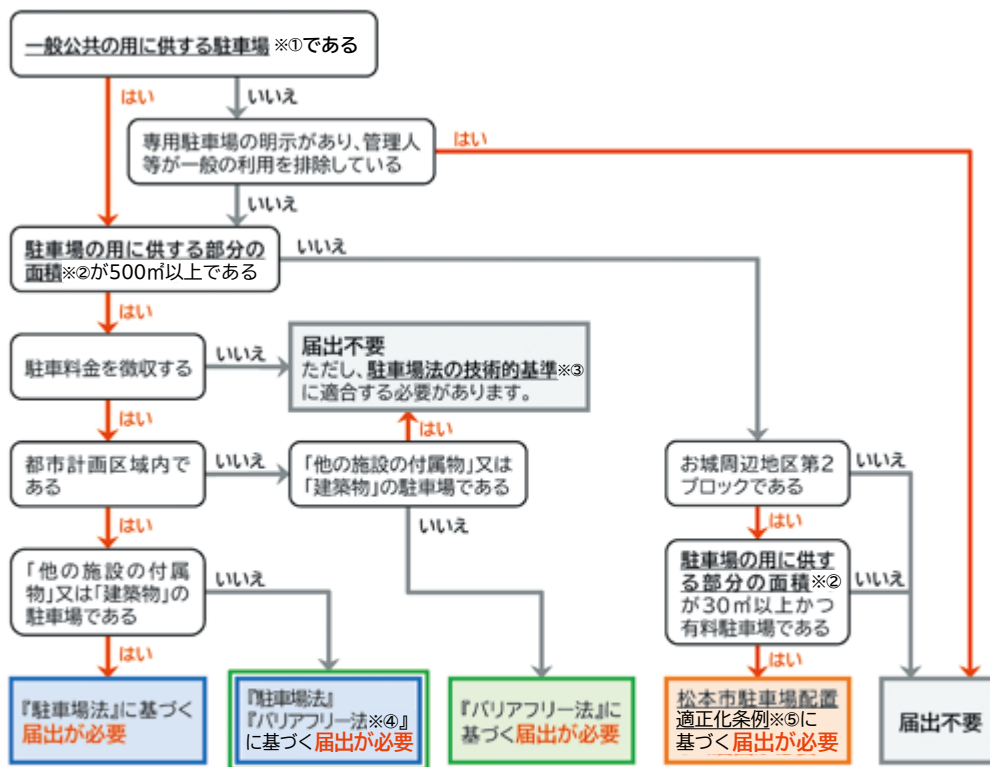 一般公共の用に供する駐車場 ※①である
はい
いいえ
専用駐車場の明示があり、管理人
等が一般の利用を排除している
はい
いいえ
駐車場の用に供する部分の
面積※②が500㎡以上である
いいえ
はい
駐車料金を徴収する
いいえ
届出不要
ただし、駐車場法の技術的基準※③
に適合する必要があります。
はい
はい
都市計画区域内で
ある
いいえ
「他の施設の付属物」又は
「建築物」の駐車場である
お城周辺地区第2
ブロックである
いいえ
はい
いいえ
はい
「他の施設の付属
物」又は「建築物」の
駐車場である
いいえ
駐車場の用に供す
る部分の面積※②
が30㎡以上かつ
有料駐車場である
いいえ
はい
はい
『駐車場法』に基づく
届出が必要
『駐車場法』
『バリアフリー法※④』
に基づく届出が必要
『バリアフリー法』に
基づく届出が必要
松本市駐車場配置
適正化条例※⑤に
基づく届出が必要
届出不要